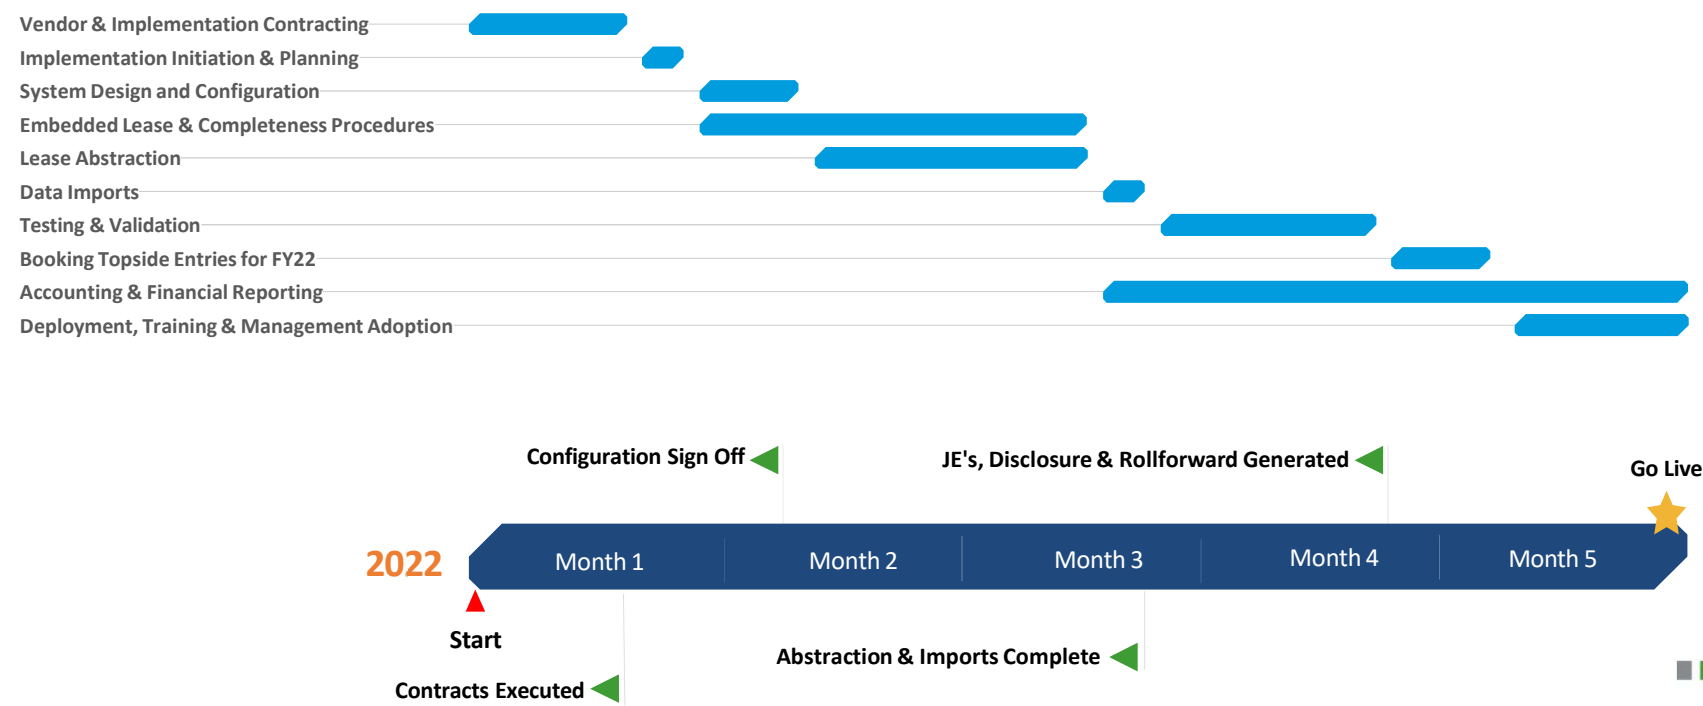 Vendor & Implementation Contracting
Implementation Initiation & Planning
System Design and Configuration
Embedded Lease & Completeness Procedures
Lease Abstraction
Data Imports
Testing & Validation
Booking Topside Entries for FY22
Accounting & Financial Reporting
Deployment, Training & Management Adoption
Configuration Sign Off
JE's, Disclosure & Rollforward Generated
Go Live
2022
Month 1
Month 2
Month 3
Month 4
Month 5
Start
Abstraction & Imports Complete
Contracts Executed